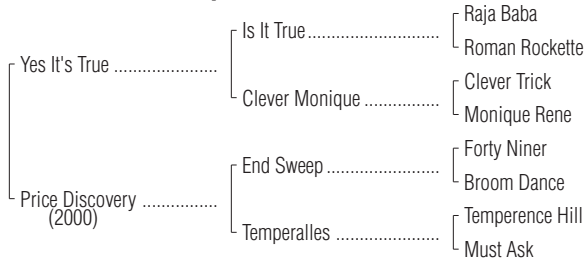 Raja Baba
Is It True
Roman Rockette
Yes It's True
Clever Trick
Clever Monique
Monique Rene
Forty Niner
End Sweep
Broom Dance
Price Discovery
(2000)
Temperence Hill
Temperalles
Must Ask